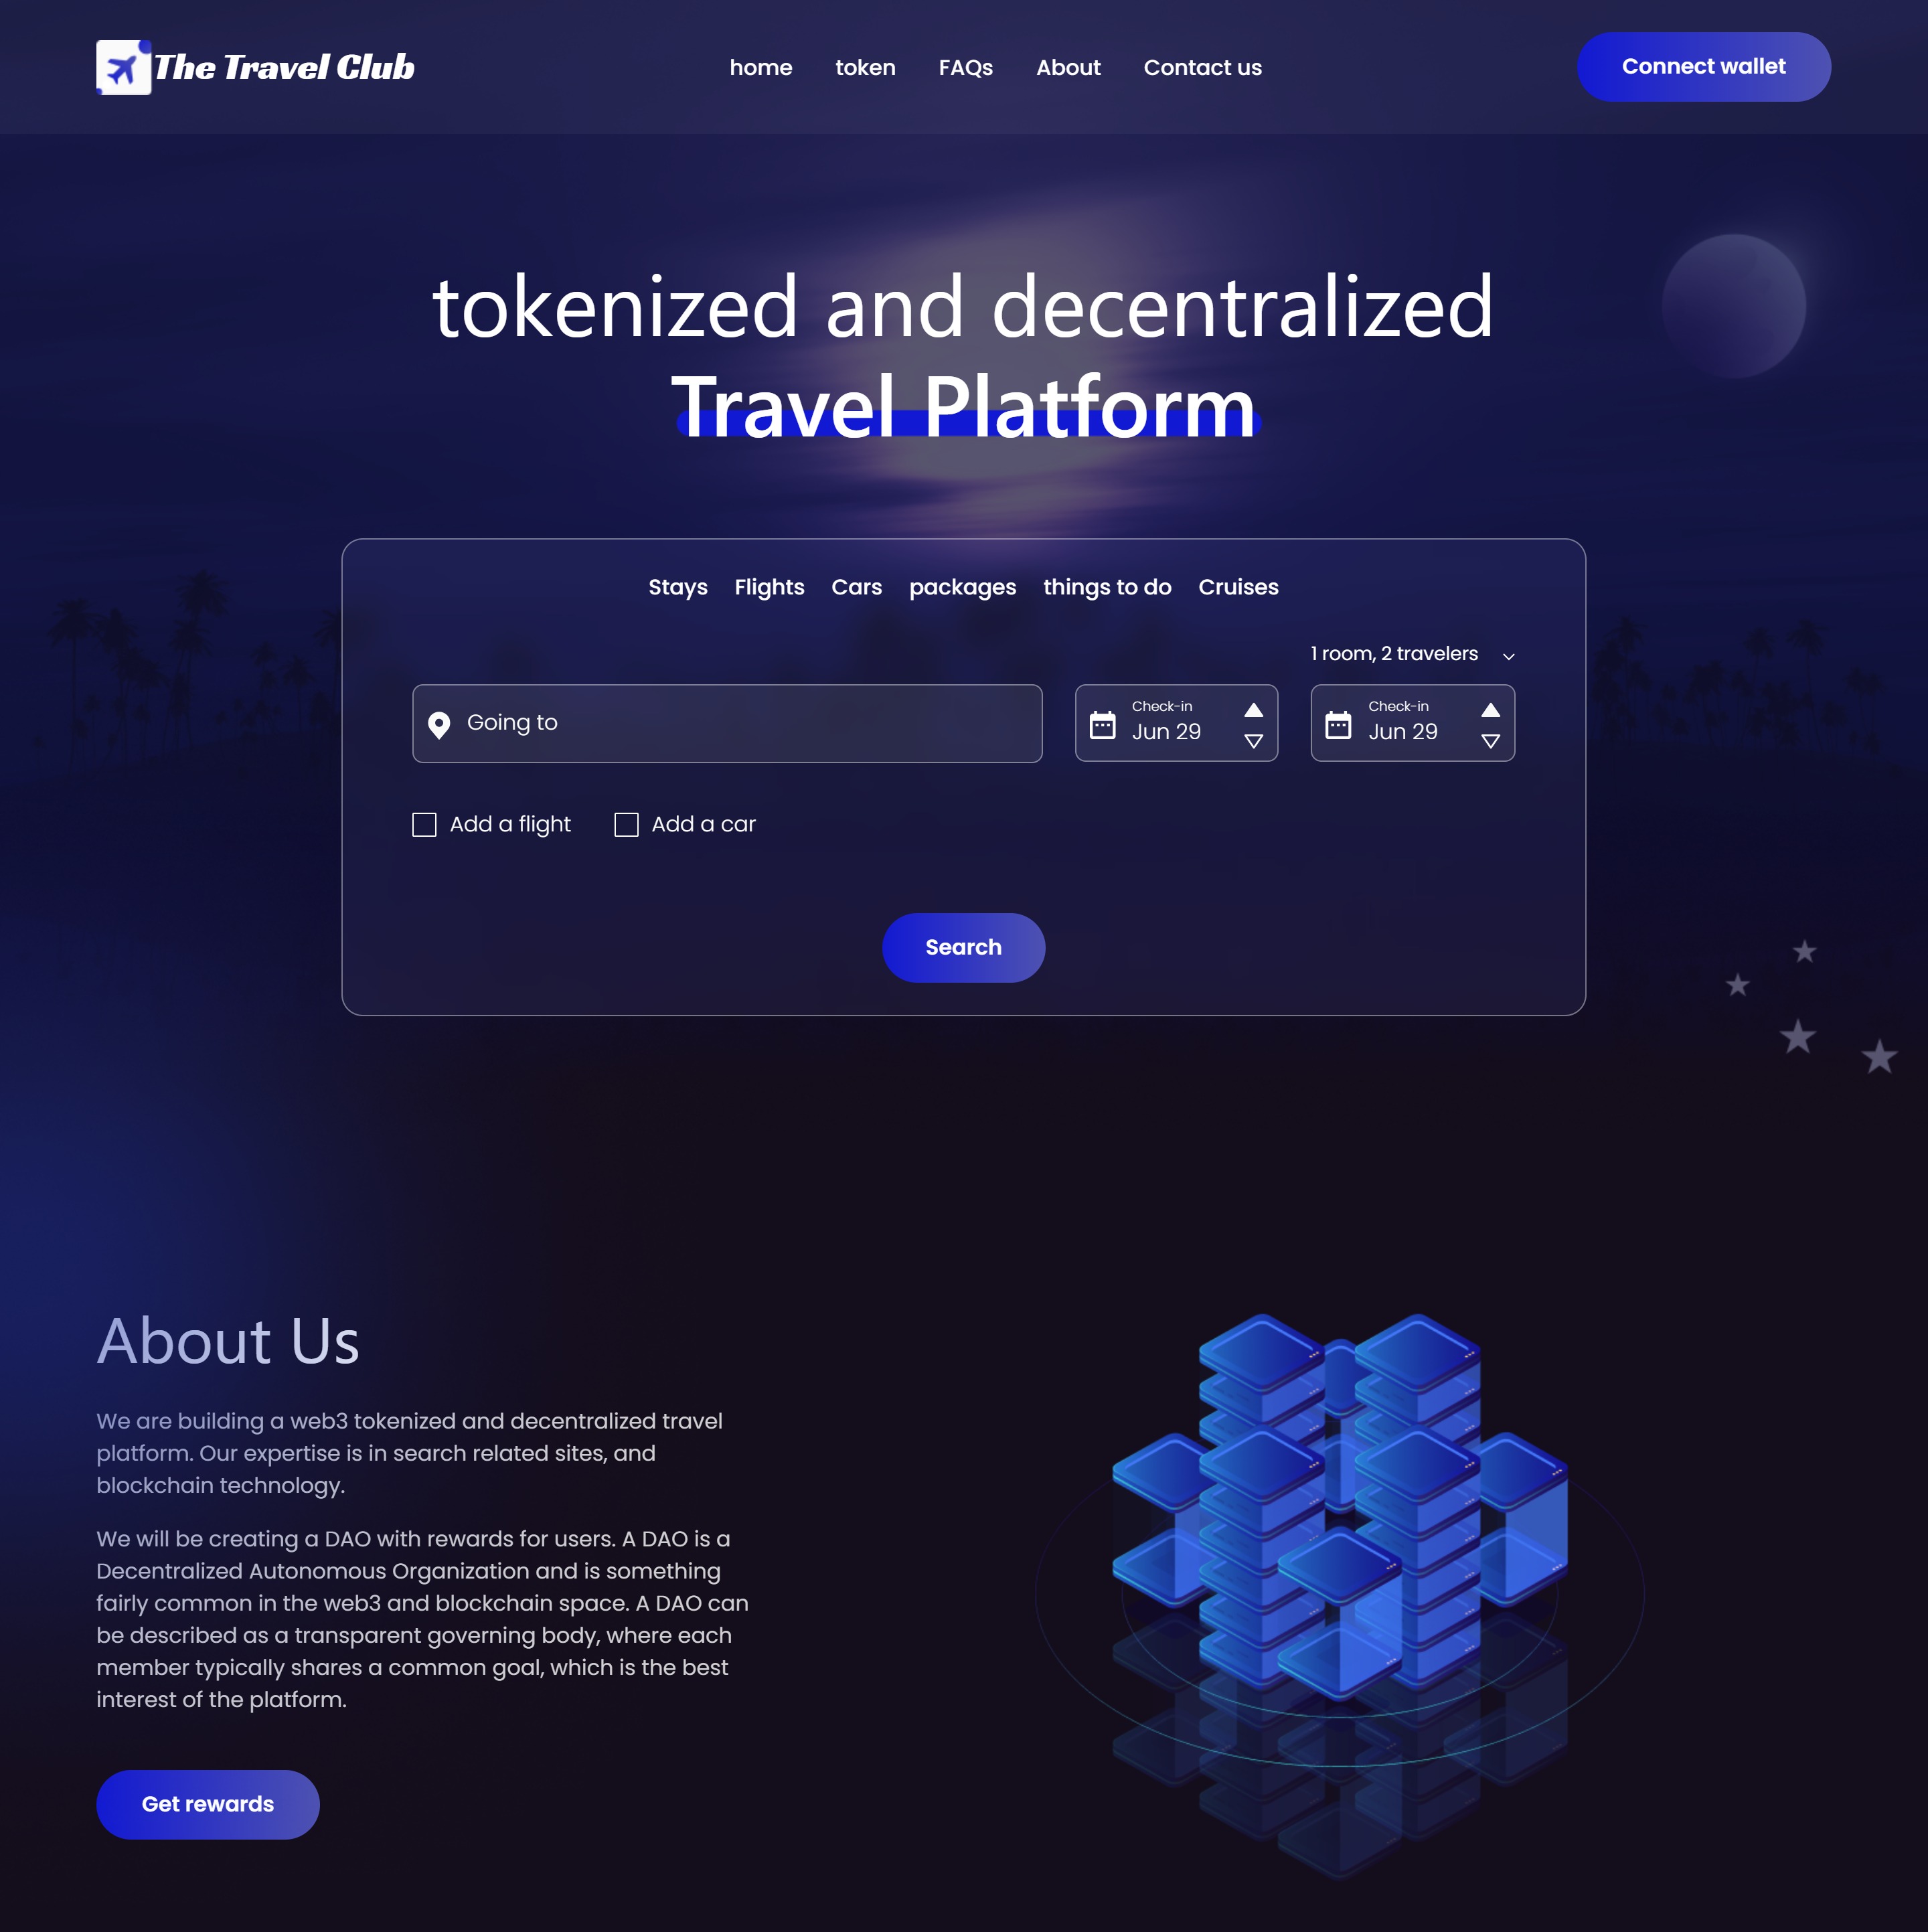 The Travel Club
home token FAQs About Contact us
Connect wallet
tokenized and decentralized
Travel Platform
Stays Flights Cars packages things to do Cruises
1 room, 2 travelers
Going to
Check-in
Jun 29
Check-in
Jun 29
Add a flight Add a car
Search
About Us
We are building a web3 tokenized and decentralized travel
platform. Our expertise is in search related sites, and
blockchain technology.
We will be creating a DAO with rewards for users. A DAO is a
Decentralized Autonomous Organization and is something
fairly common in the web3 and blockchain space. A DAO can
be described as a transparent governing body, where each
member typically shares a common goal, which is the best
interest of the platform.
Get rewards